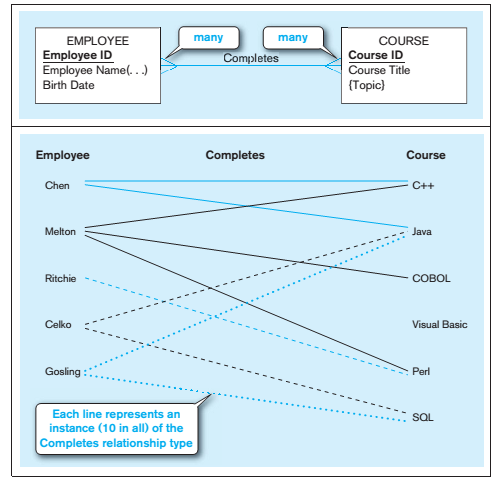 EMPLOYEE
Employee ID
Employee Name(. . .)
Birth Date
many
many
Completes
COURSE
Course ID
Course Title
{Topic}
Employee Completes Course
Chen C++
Melton Java
Ritchie COBOL
Celko Visual Basic
Gosling Perl
SQL
Each line represents an
instance (10 in all) of the
Completes relationship type